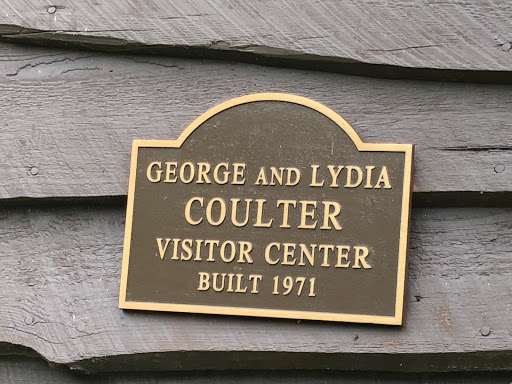 GEORGE AND LYDIA
COULTER
VISITOR CENTER
BUILT 1971